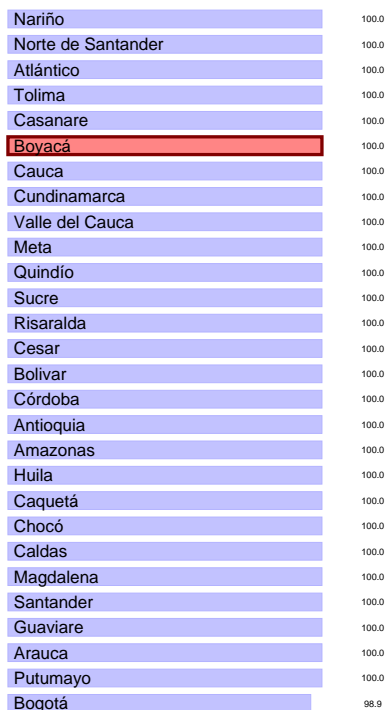 Nariño 100.0
Norte de Santander 100.0
Atlántico 100.0
Tolima 100.0
Casanare 100.0
Boyacá 100.0
Cauca 100.0
Cundinamarca 100.0
Valle del Cauca 100.0
Meta 100.0
Quindío 100.0
Sucre 100.0
Risaralda 100.0
Cesar 100.0
Bolivar 100.0
Córdoba 100.0
Antioquia 100.0
Amazonas 100.0
Huila 100.0
Caquetá 100.0
Chocó 100.0
Caldas 100.0
Magdalena 100.0
Santander 100.0
Guaviare 100.0
Arauca 100.0
Putumayo 100.0
Bogotá 98.9